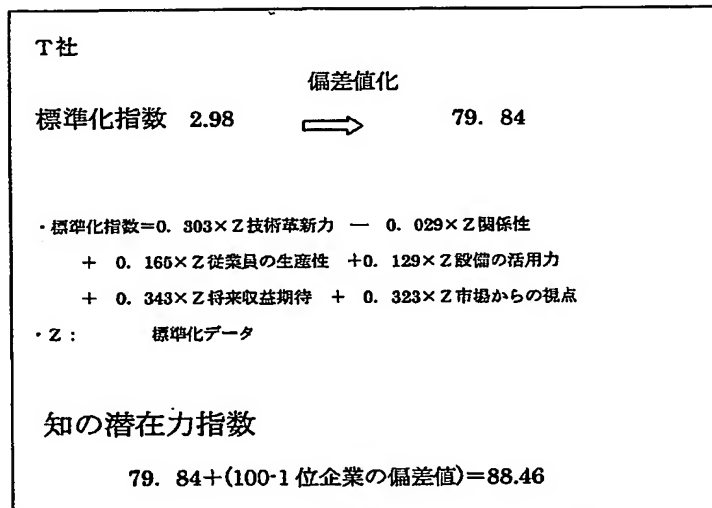 T社
偏差値化
標準化指数 2.98 ⇒ 79. 84
・標準化指数=0. 303×Z技術革新力 － 0. 029×Z関係性
+ 0. 165×Z従業員の生産性 +0. 129×Z設備の活用力
+ 0. 343×Z将来収益期待 + 0. 323×Z市場からの視点
・Z： 標準化データ
知の潜在力指数
79. 84+(100-1位企業の偏差値)=88.46